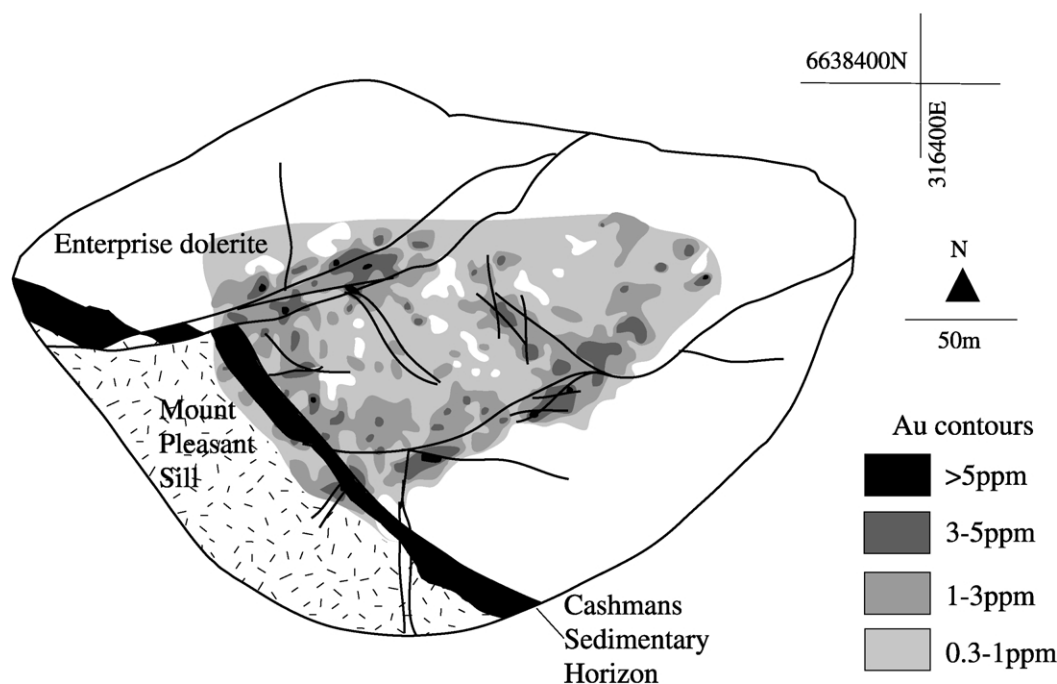 6638400N
316400E
Enterprise dolerite
N
50m
Mount
Pleasant
Sill
Au contours
>5ppm
3-5ppm
1-3ppm
0.3-1ppm
Cashmans
Sedimentary
Horizon